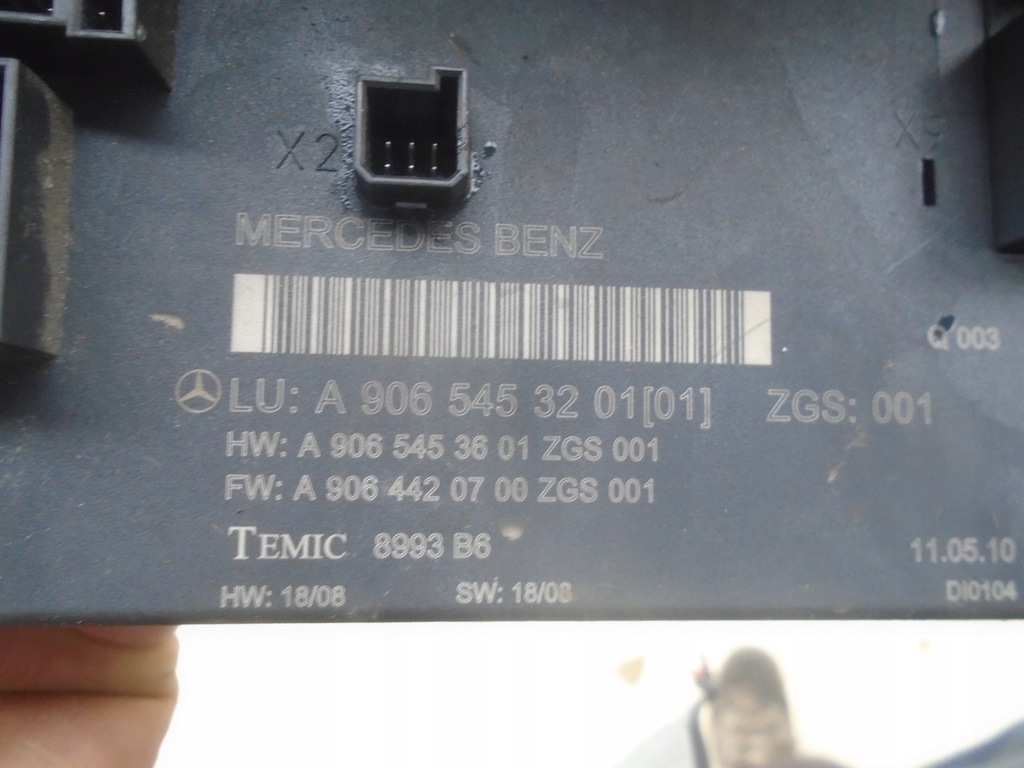 X2
X9
MERCEDES BENZ
Q 003
LU: A 906 545 32 01[01] ZGS: 001
HW: A 906 545 36 01 ZGS 001
FW: A 906 442 07 00 ZGS 001
TEMIC 8993 B6
11.05.10
HW: 18/08 SW: 18/08
DI0104